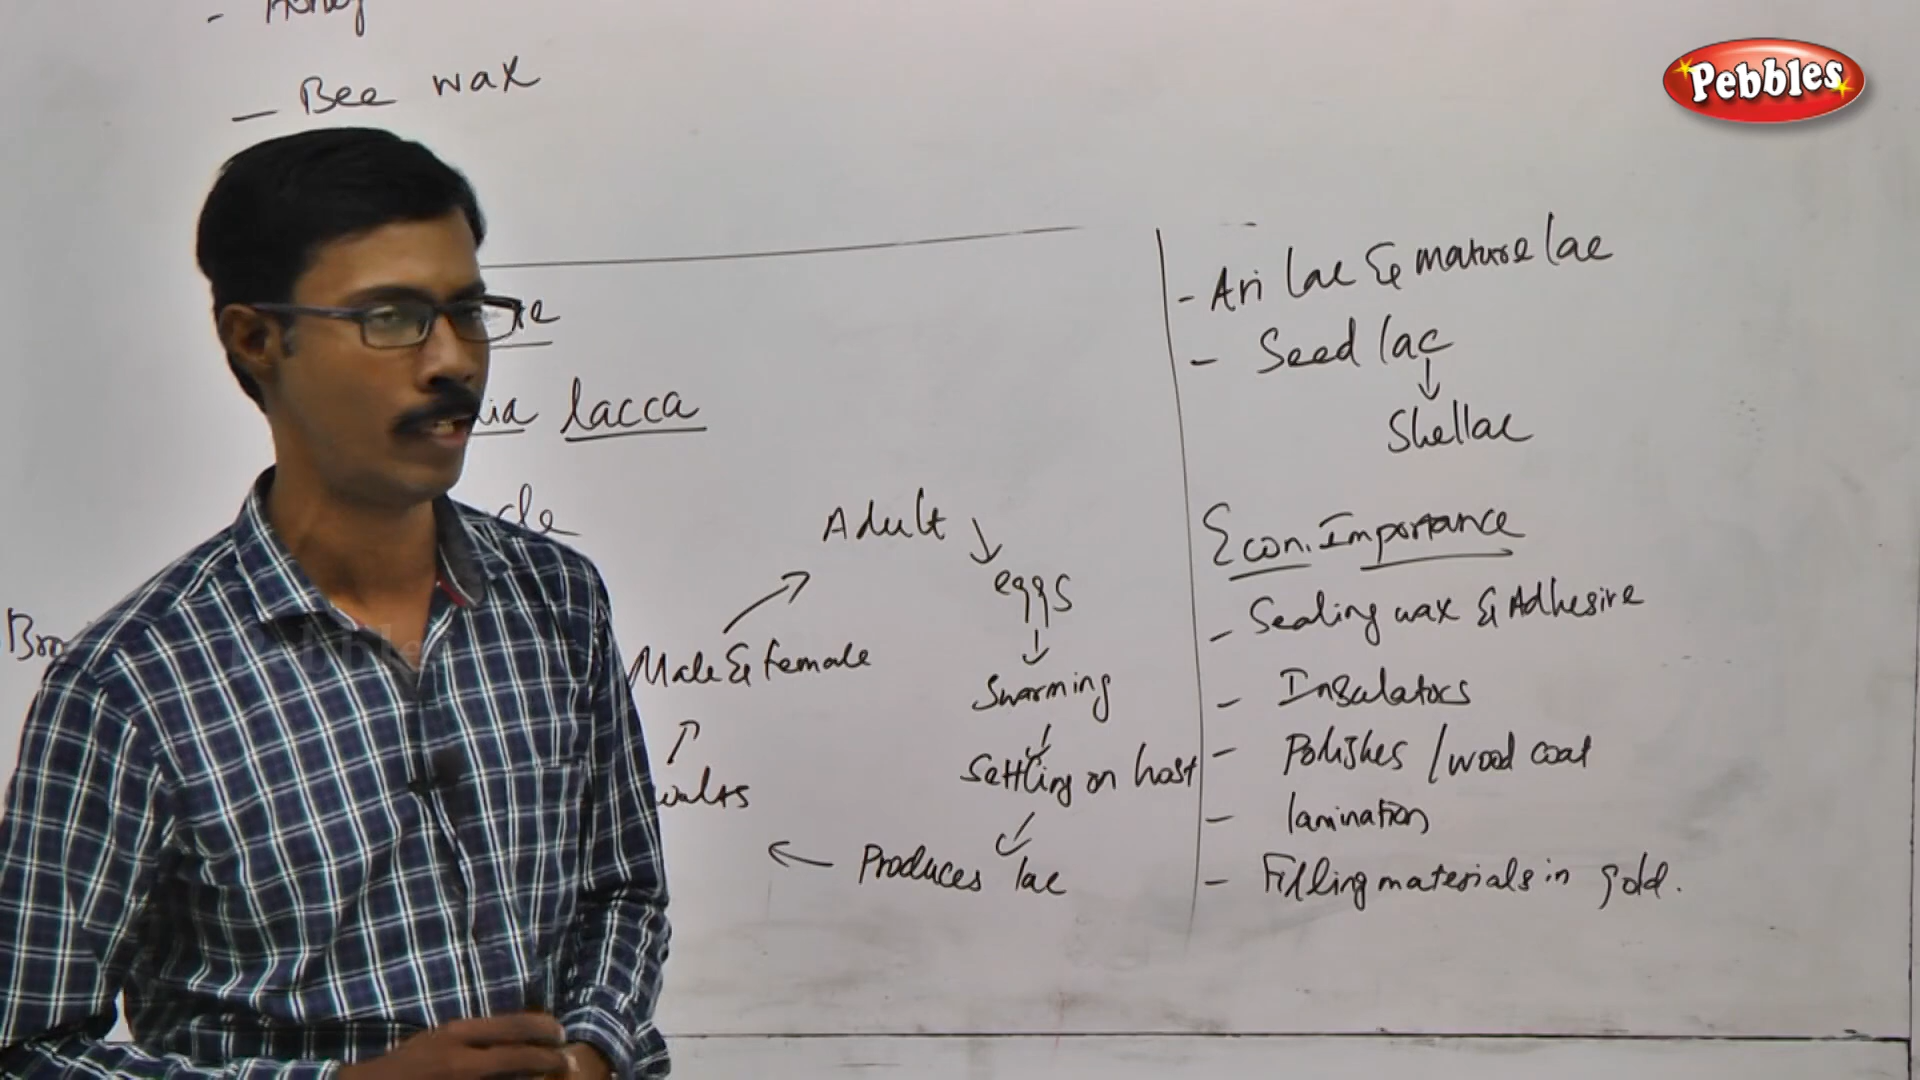 - Honey
- Bee wax
Pebbles
lacca
Adult
eggs
Swarming
Settling on host
Produces lac
Male & female
- Ari lac & mature lac
- Seed lac
Shellac
Econ. Importance
- Sealing wax & Adhesive
- Insulators
- Polishes / wood coat
- lamination
- Filling materials in gold.